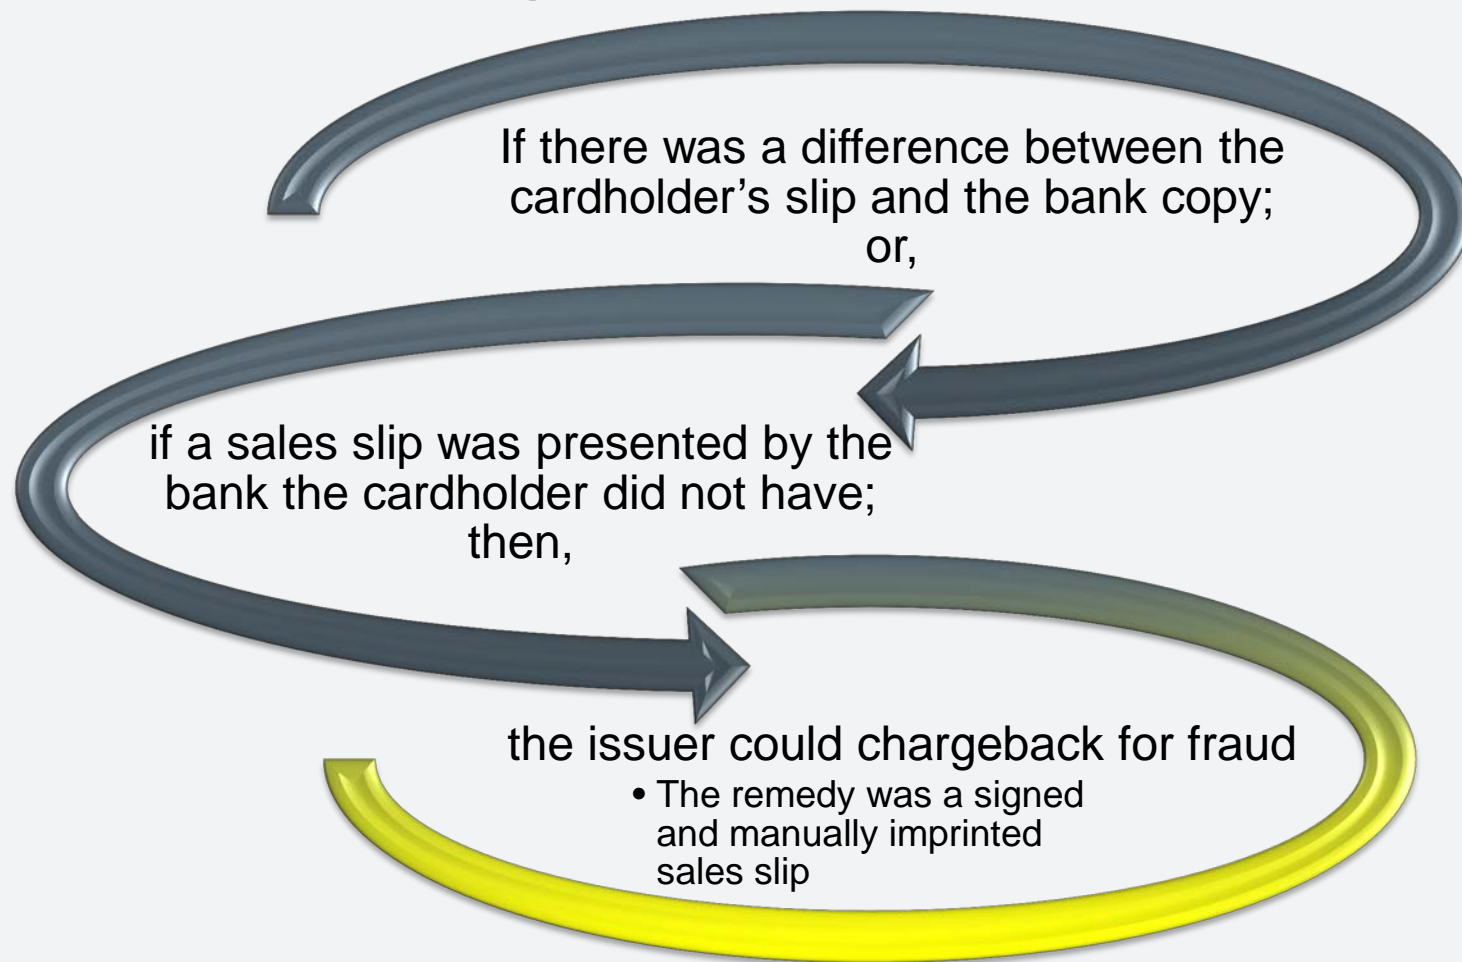 If there was a difference between the
cardholder’s slip and the bank copy;
or,
if a sales slip was presented by the
bank the cardholder did not have;
then,
the issuer could chargeback for fraud
• The remedy was a signed
and manually imprinted
sales slip